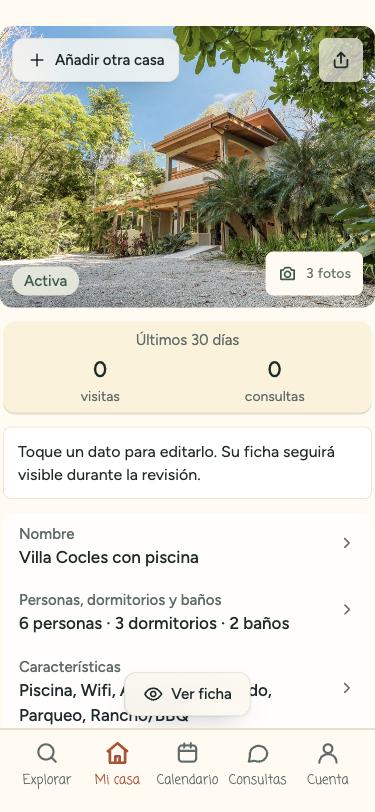 Añadir otra casa
Activa
3 fotos
Últimos 30 días
0 0
visitas consultas
Toque un dato para editarlo. Su ficha seguirá
visible durante la revisión.
Nombre
Villa Cocles con piscina
Personas, dormitorios y baños
6 personas · 3 dormitorios · 2 baños
Características
Piscina, Wifi, do,
Parqueo, Rancho/BBQ
Ver ficha
Explorar Mi casa Calendario Consultas Cuenta